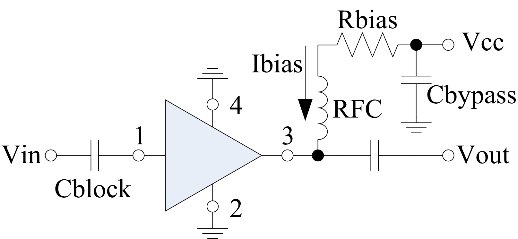 Rbias
Vcc
Ibias
Cbypass
4
RFC
1
3
Vin
Vout
Cblock
2